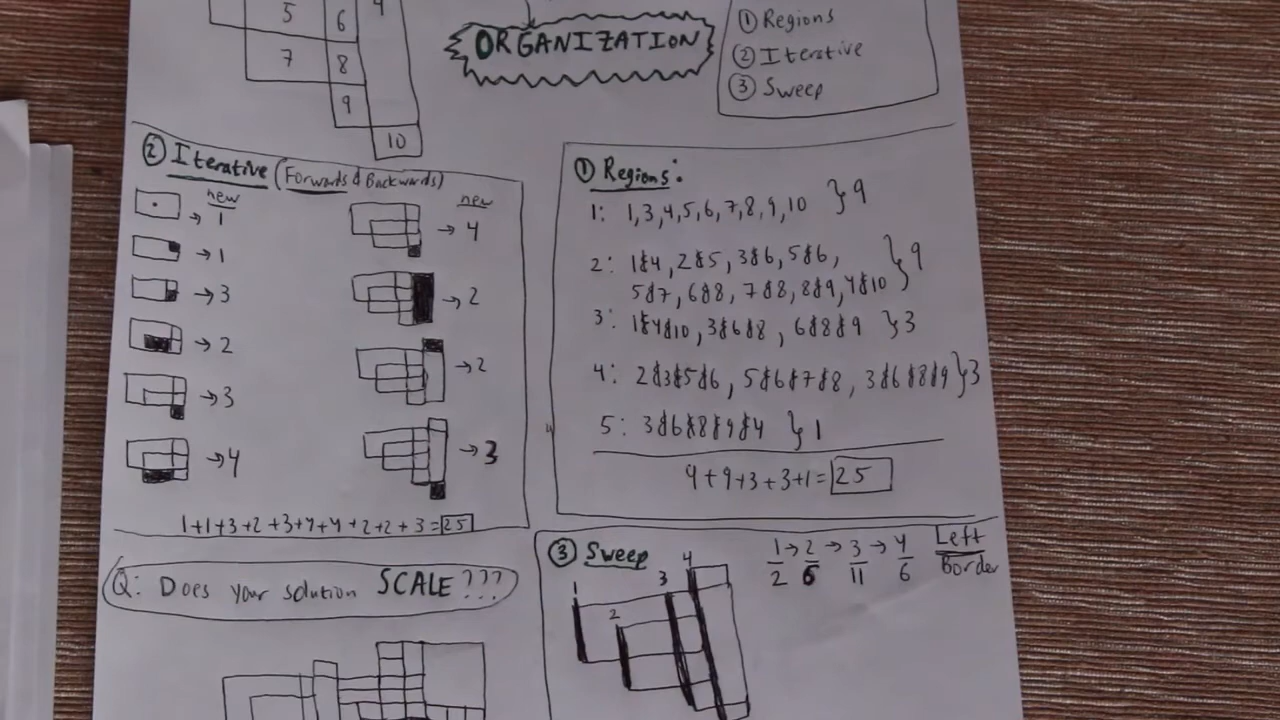 5 6 9
7 8
9
10
ORGANIZATION
① Regions
② Iterative
③ Sweep
② Iterative (Forwards & Backwards)
new
→ 1
→ 1
→ 3
→ 2
→ 3
→ 4
new
→ 4
→ 2
→ 2
→ 3
1+1+3+2+3+4+4+2+2+3=25
① Regions:
1: 1,3,4,5,6,7,8,9,10 } 9
2: 1&4, 2&5, 3&6, 5&6,
5&7, 6&8, 7&8, 8&9, 4&10 } 9
3: 1&4&10, 3&6&8, 6&8&9 } 3
4: 2&3&5&6, 5&6&7&8, 3&6&8&9 } 3
5: 3&6&8&9&4 } 1
9+9+3+3+1=25
Q: Does your solution SCALE???
③ Sweep
1 2 3 4
1/2 → 2/6 → 3/11 → 4/6
Left
Border